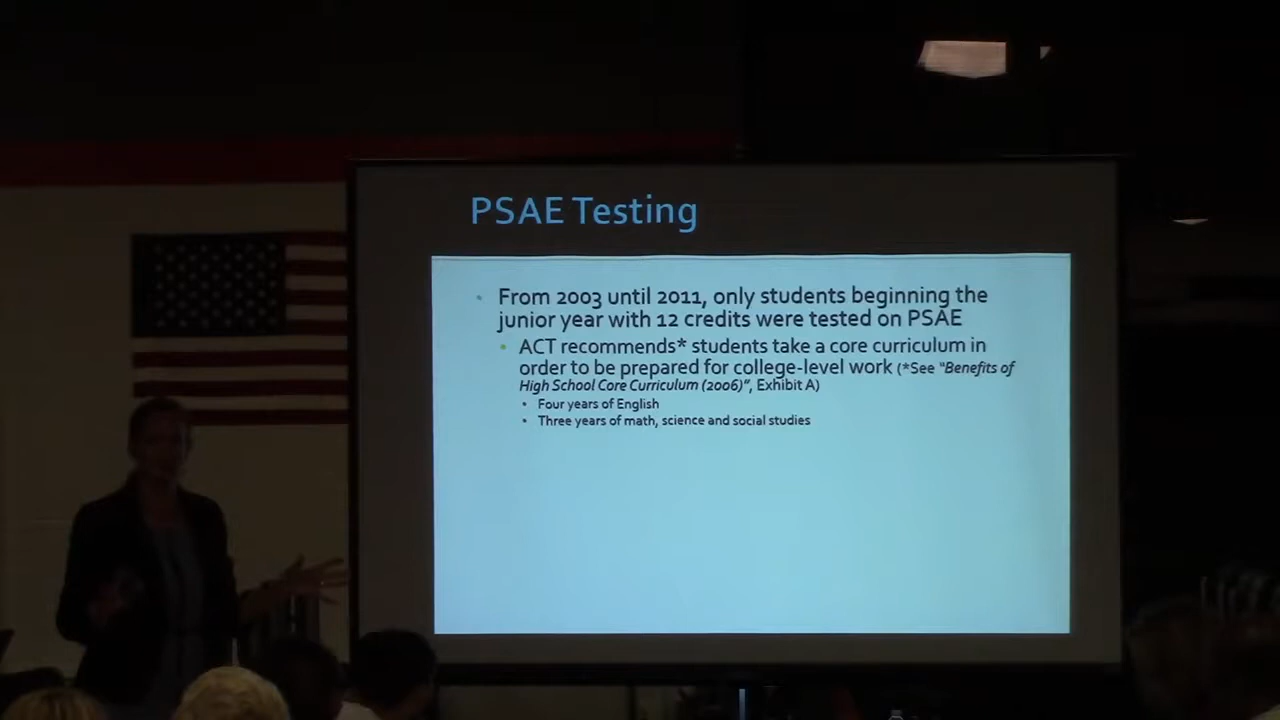 PSAE Testing
From 2003 until 2011, only students beginning the
junior year with 12 credits were tested on PSAE
ACT recommends* students take a core curriculum in
order to be prepared for college-level work (*See “Benefits of
High School Core Curriculum (2006)”, Exhibit A)
Four years of English
Three years of math, science and social studies